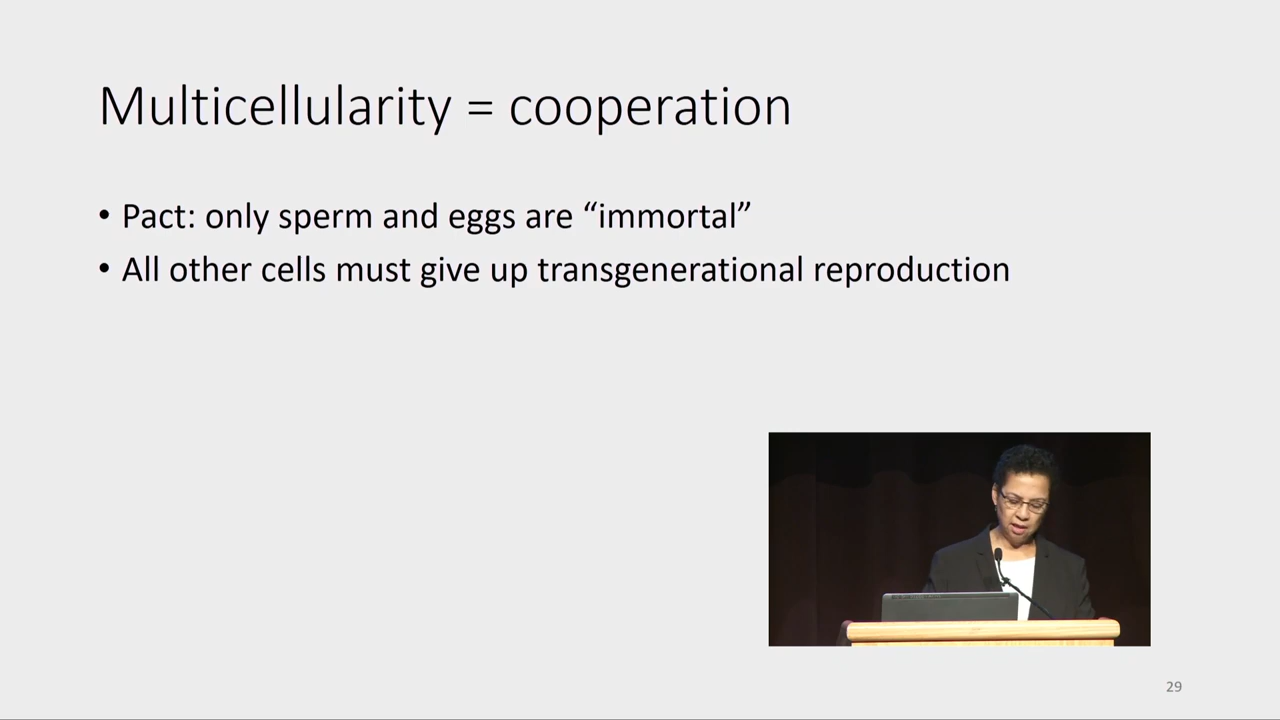 Multicellularity = cooperation
• Pact: only sperm and eggs are “immortal”
• All other cells must give up transgenerational reproduction
29